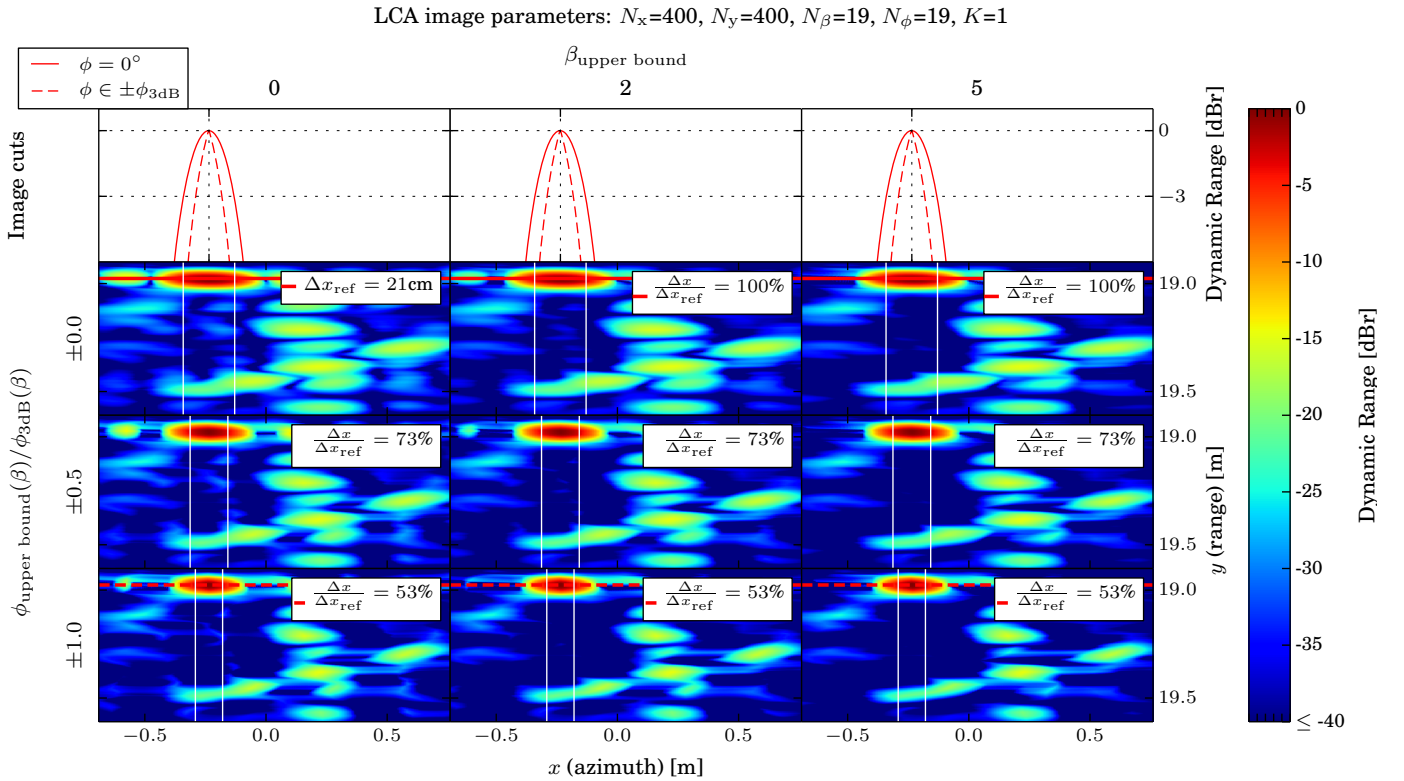 LCA image parameters: Nx=400, Ny=400, Nβ=19, Nϕ=19, K=1
ϕ = 0°
ϕ ∈ ±ϕ3dB
βupper bound
0 2 5
Image cuts
Dynamic Range [dBr]
0
−3
Δxref = 21cm
Δx/Δxref = 100%
Δx/Δxref = 100%
±0.0
19.0
19.5
Δx/Δxref = 73%
Δx/Δxref = 73%
Δx/Δxref = 73%
±0.5
19.0
19.5
Δx/Δxref = 53%
Δx/Δxref = 53%
Δx/Δxref = 53%
±1.0
19.0
19.5
ϕupper bound(β)/ϕ3dB(β)
y (range) [m]
−0.5 0.0 0.5 −0.5 0.0 0.5 −0.5 0.0 0.5
x (azimuth) [m]
0
-5
-10
-15
-20
-25
-30
-35
≤ -40
Dynamic Range [dBr]